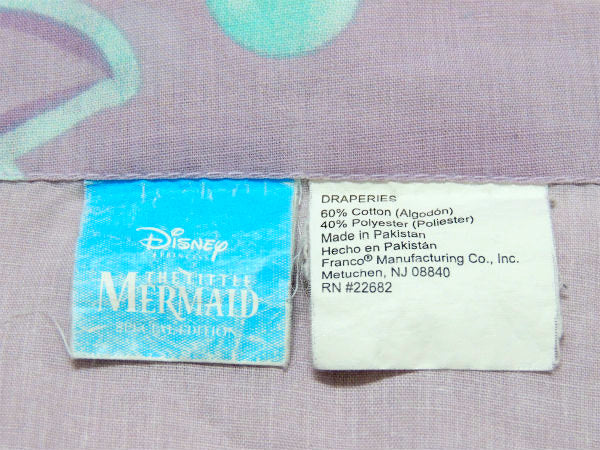 Disney
PRINCESS
THE LITTLE
MERMAID
SPECIAL EDITION
DRAPERIES
60% Cotton (Algodón)
40% Polyester (Poliéster)
Made in Pakistan
Hecho en Pakistán
Franco® Manufacturing Co., Inc.
Metuchen, NJ 08840
RN #22682